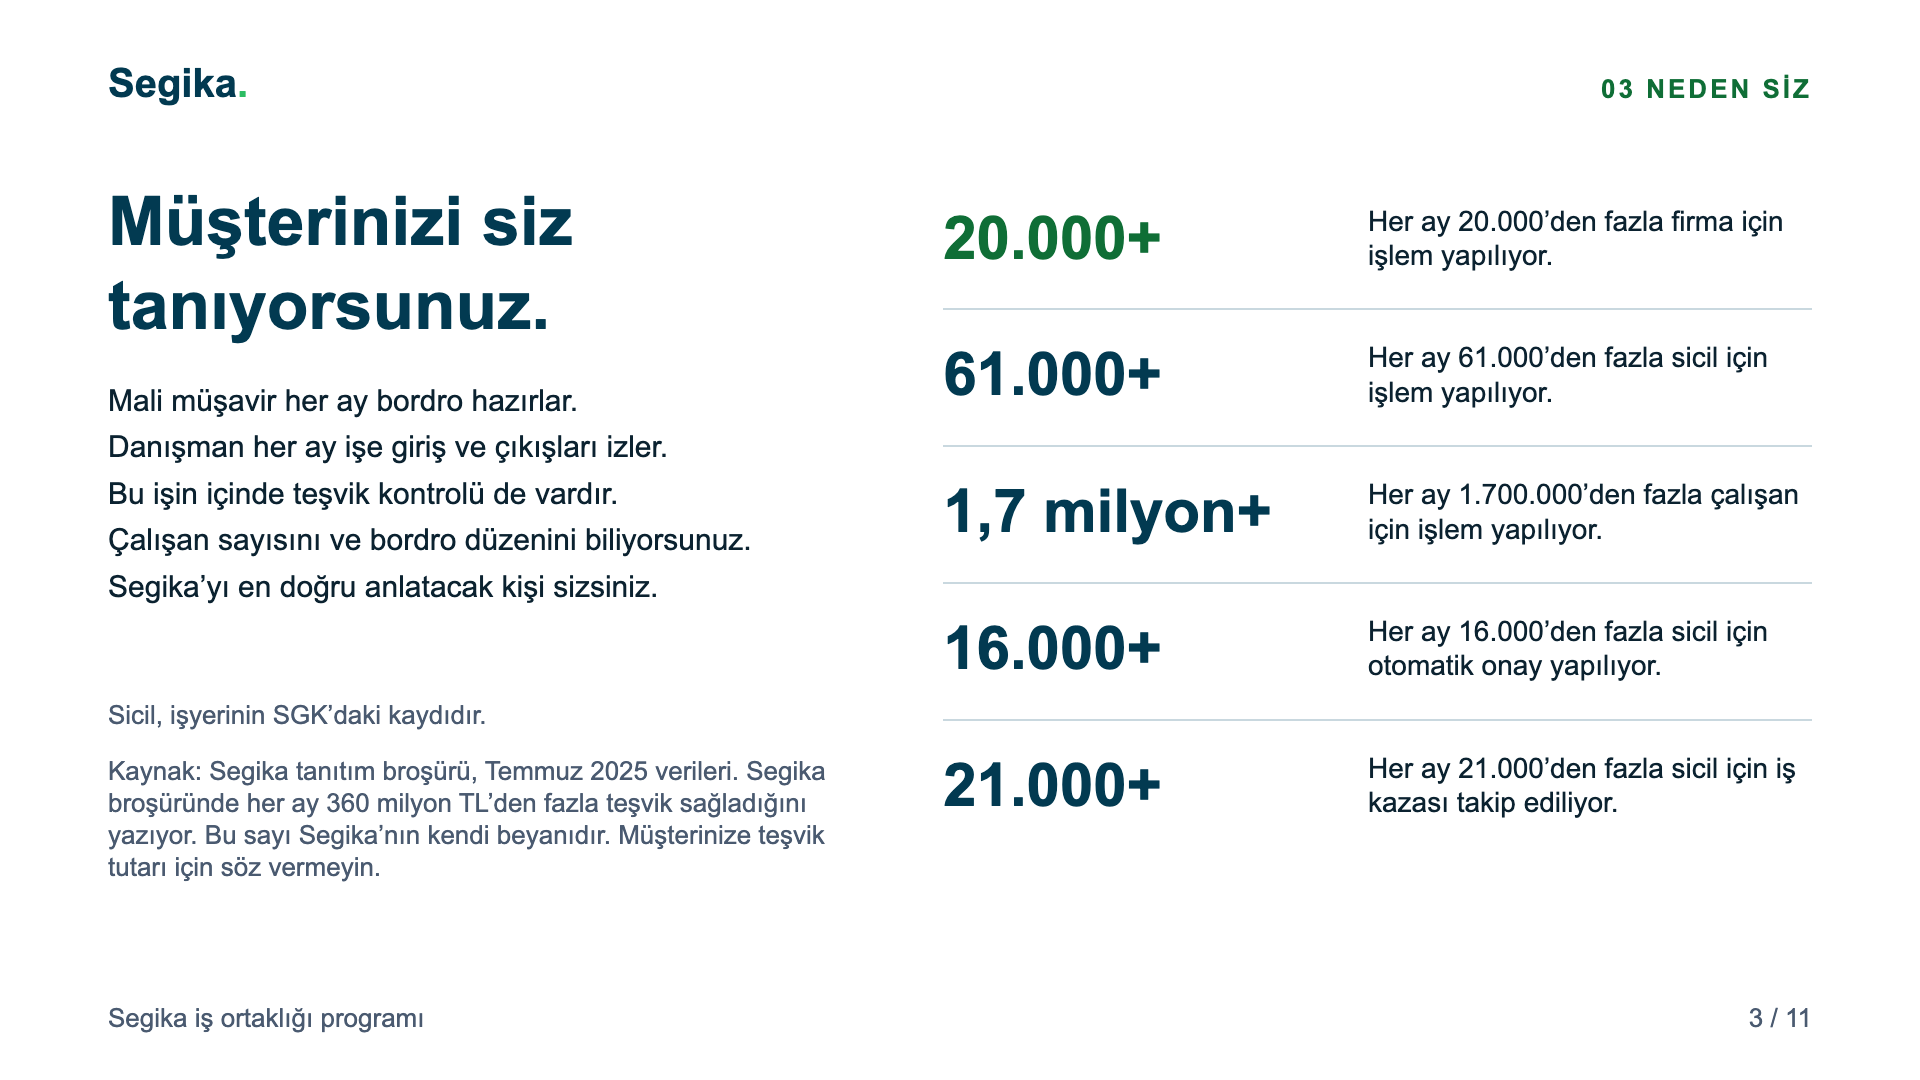 Segika.
03 NEDEN SİZ
Müşterinizi siz
tanıyorsunuz.
Mali müşavir her ay bordro hazırlar.
Danışman her ay işe giriş ve çıkışları izler.
Bu işin içinde teşvik kontrolü de vardır.
Çalışan sayısını ve bordro düzenini biliyorsunuz.
Segika’yı en doğru anlatacak kişi sizsiniz.
Sicil, işyerinin SGK’daki kaydıdır.
Kaynak: Segika tanıtım broşürü, Temmuz 2025 verileri. Segika
broşüründe her ay 360 milyon TL’den fazla teşvik sağladığını
yazıyor. Bu sayı Segika’nın kendi beyanıdır. Müşterinize teşvik
tutarı için söz vermeyin.
20.000+
Her ay 20.000’den fazla firma için
işlem yapılıyor.
61.000+
Her ay 61.000’den fazla sicil için
işlem yapılıyor.
1,7 milyon+
Her ay 1.700.000’den fazla çalışan
için işlem yapılıyor.
16.000+
Her ay 16.000’den fazla sicil için
otomatik onay yapılıyor.
21.000+
Her ay 21.000’den fazla sicil için iş
kazası takip ediliyor.
Segika iş ortaklığı programı
3 / 11